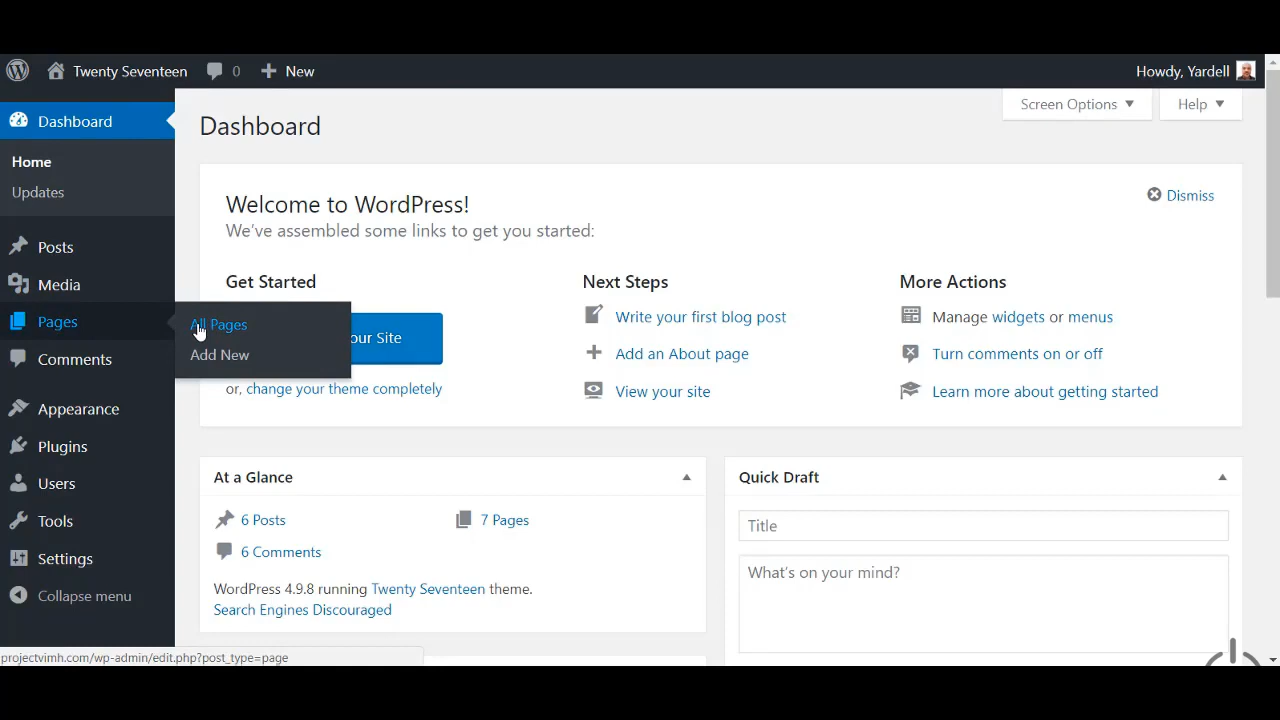 Twenty Seventeen 0 New Howdy, Yardell
Screen Options Help
Dashboard
Home
Updates
Posts
Media
Pages
All Pages
Add New
Comments
Appearance
Plugins
Users
Tools
Settings
Collapse menu
Dashboard
Welcome to WordPress!
We've assembled some links to get you started:
Dismiss
Get Started
our Site
or, change your theme completely
Next Steps
Write your first blog post
Add an About page
View your site
More Actions
Manage widgets or menus
Turn comments on or off
Learn more about getting started
At a Glance
6 Posts 7 Pages
6 Comments
WordPress 4.9.8 running Twenty Seventeen theme.
Search Engines Discouraged
Quick Draft
Title
What's on your mind?
projectvimh.com/wp-admin/edit.php?post_type=page